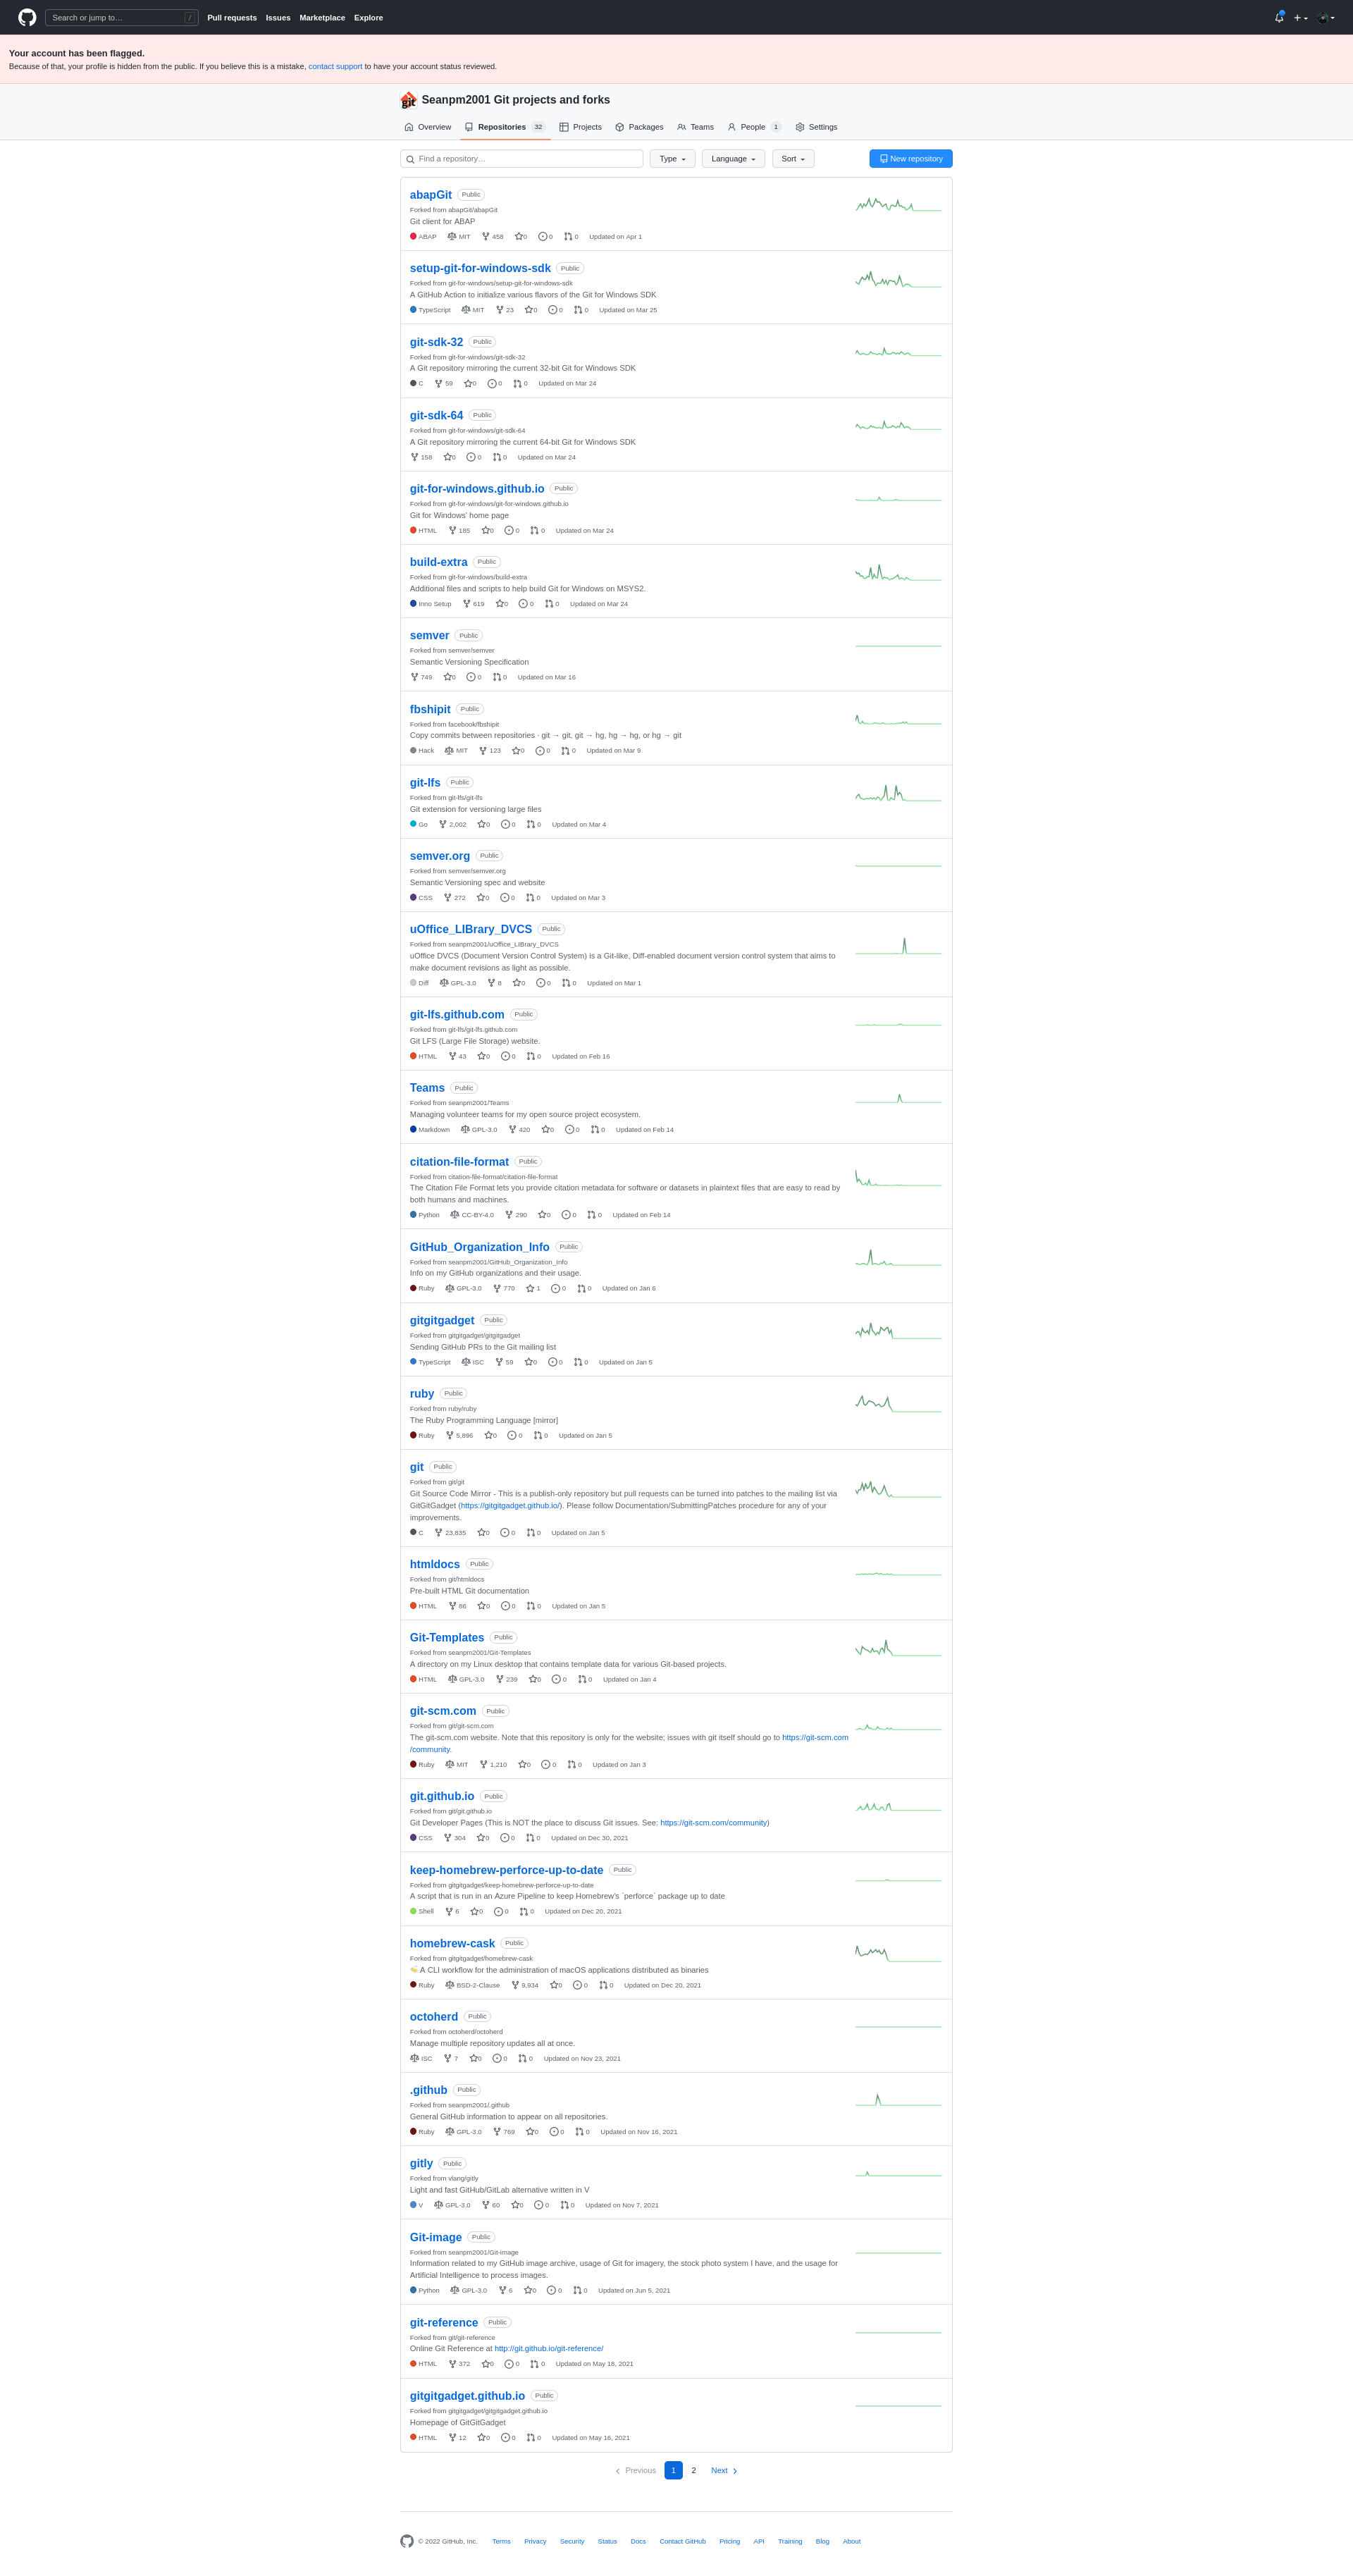 Search or jump to… /
Pull requests Issues Marketplace Explore
Your account has been flagged.
Because of that, your profile is hidden from the public. If you believe this is a mistake, contact support to have your account status reviewed.
git Seanpm2001 Git projects and forks
Overview Repositories 32 Projects Packages Teams People 1 Settings
Find a repository… Type Language Sort New repository
abapGit Public
Forked from abapGit/abapGit
Git client for ABAP
ABAP MIT 458 0 0 0 Updated on Apr 1
setup-git-for-windows-sdk Public
Forked from git-for-windows/setup-git-for-windows-sdk
A GitHub Action to initialize various flavors of the Git for Windows SDK
TypeScript MIT 23 0 0 0 Updated on Mar 25
git-sdk-32 Public
Forked from git-for-windows/git-sdk-32
A Git repository mirroring the current 32-bit Git for Windows SDK
C 59 0 0 0 Updated on Mar 24
git-sdk-64 Public
Forked from git-for-windows/git-sdk-64
A Git repository mirroring the current 64-bit Git for Windows SDK
158 0 0 0 Updated on Mar 24
git-for-windows.github.io Public
Forked from git-for-windows/git-for-windows.github.io
Git for Windows' home page
HTML 185 0 0 0 Updated on Mar 24
build-extra Public
Forked from git-for-windows/build-extra
Additional files and scripts to help build Git for Windows on MSYS2.
Inno Setup 619 0 0 0 Updated on Mar 24
semver Public
Forked from semver/semver
Semantic Versioning Specification
749 0 0 0 Updated on Mar 16
fbshipit Public
Forked from facebook/fbshipit
Copy commits between repositories · git → git, git → hg, hg → hg, or hg → git
Hack MIT 123 0 0 0 Updated on Mar 9
git-lfs Public
Forked from git-lfs/git-lfs
Git extension for versioning large files
Go 2,002 0 0 0 Updated on Mar 4
semver.org Public
Forked from semver/semver.org
Semantic Versioning spec and website
CSS 272 0 0 0 Updated on Mar 3
uOffice_LIBrary_DVCS Public
Forked from seanpm2001/uOffice_LIBrary_DVCS
uOffice DVCS (Document Version Control System) is a Git-like, Diff-enabled document version control system that aims to
make document revisions as light as possible.
Diff GPL-3.0 8 0 0 0 Updated on Mar 1
git-lfs.github.com Public
Forked from git-lfs/git-lfs.github.com
Git LFS (Large File Storage) website.
HTML 43 0 0 0 Updated on Feb 16
Teams Public
Forked from seanpm2001/Teams
Managing volunteer teams for my open source project ecosystem.
Markdown GPL-3.0 420 0 0 0 Updated on Feb 14
citation-file-format Public
Forked from citation-file-format/citation-file-format
The Citation File Format lets you provide citation metadata for software or datasets in plaintext files that are easy to read by
both humans and machines.
Python CC-BY-4.0 290 0 0 0 Updated on Feb 14
GitHub_Organization_Info Public
Forked from seanpm2001/GitHub_Organization_Info
Info on my GitHub organizations and their usage.
Ruby GPL-3.0 770 1 0 0 Updated on Jan 6
gitgitgadget Public
Forked from gitgitgadget/gitgitgadget
Sending GitHub PRs to the Git mailing list
TypeScript ISC 59 0 0 0 Updated on Jan 5
ruby Public
Forked from ruby/ruby
The Ruby Programming Language [mirror]
Ruby 5,896 0 0 0 Updated on Jan 5
git Public
Forked from git/git
Git Source Code Mirror - This is a publish-only repository but pull requests can be turned into patches to the mailing list via
GitGitGadget (https://gitgitgadget.github.io/). Please follow Documentation/SubmittingPatches procedure for any of your
improvements.
C 23,835 0 0 0 Updated on Jan 5
htmldocs Public
Forked from git/htmldocs
Pre-built HTML Git documentation
HTML 86 0 0 0 Updated on Jan 5
Git-Templates Public
Forked from seanpm2001/Git-Templates
A directory on my Linux desktop that contains template data for various Git-based projects.
HTML GPL-3.0 239 0 0 0 Updated on Jan 4
git-scm.com Public
Forked from git/git-scm.com
The git-scm.com website. Note that this repository is only for the website; issues with git itself should go to https://git-scm.com
/community.
Ruby MIT 1,210 0 0 0 Updated on Jan 3
git.github.io Public
Forked from git/git.github.io
Git Developer Pages (This is NOT the place to discuss Git issues. See: https://git-scm.com/community)
CSS 304 0 0 0 Updated on Dec 30, 2021
keep-homebrew-perforce-up-to-date Public
Forked from gitgitgadget/keep-homebrew-perforce-up-to-date
A script that is run in an Azure Pipeline to keep Homebrew's `perforce` package up to date
Shell 6 0 0 0 Updated on Dec 20, 2021
homebrew-cask Public
Forked from gitgitgadget/homebrew-cask
🍻 A CLI workflow for the administration of macOS applications distributed as binaries
Ruby BSD-2-Clause 9,934 0 0 0 Updated on Dec 20, 2021
octoherd Public
Forked from octoherd/octoherd
Manage multiple repository updates all at once.
ISC 7 0 0 0 Updated on Nov 23, 2021
.github Public
Forked from seanpm2001/.github
General GitHub information to appear on all repositories.
Ruby GPL-3.0 769 0 0 0 Updated on Nov 16, 2021
gitly Public
Forked from vlang/gitly
Light and fast GitHub/GitLab alternative written in V
V GPL-3.0 60 0 0 0 Updated on Nov 7, 2021
Git-image Public
Forked from seanpm2001/Git-image
Information related to my GitHub image archive, usage of Git for imagery, the stock photo system I have, and the usage for
Artificial Intelligence to process images.
Python GPL-3.0 6 0 0 0 Updated on Jun 5, 2021
git-reference Public
Forked from git/git-reference
Online Git Reference at http://git.github.io/git-reference/
HTML 372 0 0 0 Updated on May 18, 2021
gitgitgadget.github.io Public
Forked from gitgitgadget/gitgitgadget.github.io
Homepage of GitGitGadget
HTML 12 0 0 0 Updated on May 16, 2021
Previous 1 2 Next
© 2022 GitHub, Inc. Terms Privacy Security Status Docs Contact GitHub Pricing API Training Blog About